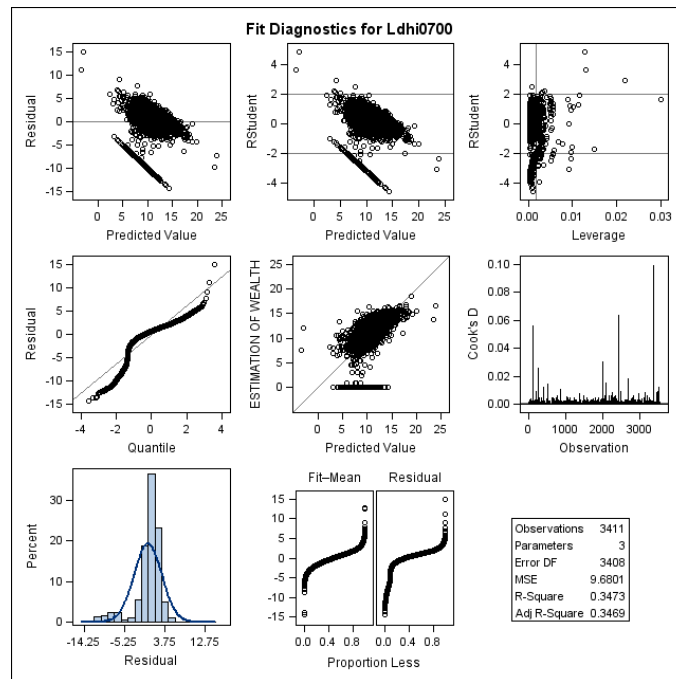 Fit Diagnostics for Ldhi0700
15
10
5
0
-5
-10
-15
Residual
0 5 10 15 20 25
Predicted Value
4
2
0
-2
-4
RStudent
0 5 10 15 20 25
Predicted Value
4
2
0
-2
-4
RStudent
0.00 0.01 0.02 0.03
Leverage
15
10
5
0
-5
-10
-15
Residual
-4 -2 0 2 4
Quantile
25
20
15
10
5
0
ESTIMATION OF WEALTH
0 5 10 15 20 25
Predicted Value
0.10
0.08
0.06
0.04
0.02
0.00
Cook's D
0 1000 2000 3000
Observation
30
20
10
0
Percent
-14.25 -5.25 3.75 12.75
Residual
Fit–Mean Residual
15
10
5
0
-5
-10
-15
0.0 0.4 0.8 0.0 0.4 0.8
Proportion Less
Observations 3411
Parameters 3
Error DF 3408
MSE 9.6801
R-Square 0.3473
Adj R-Square 0.3469